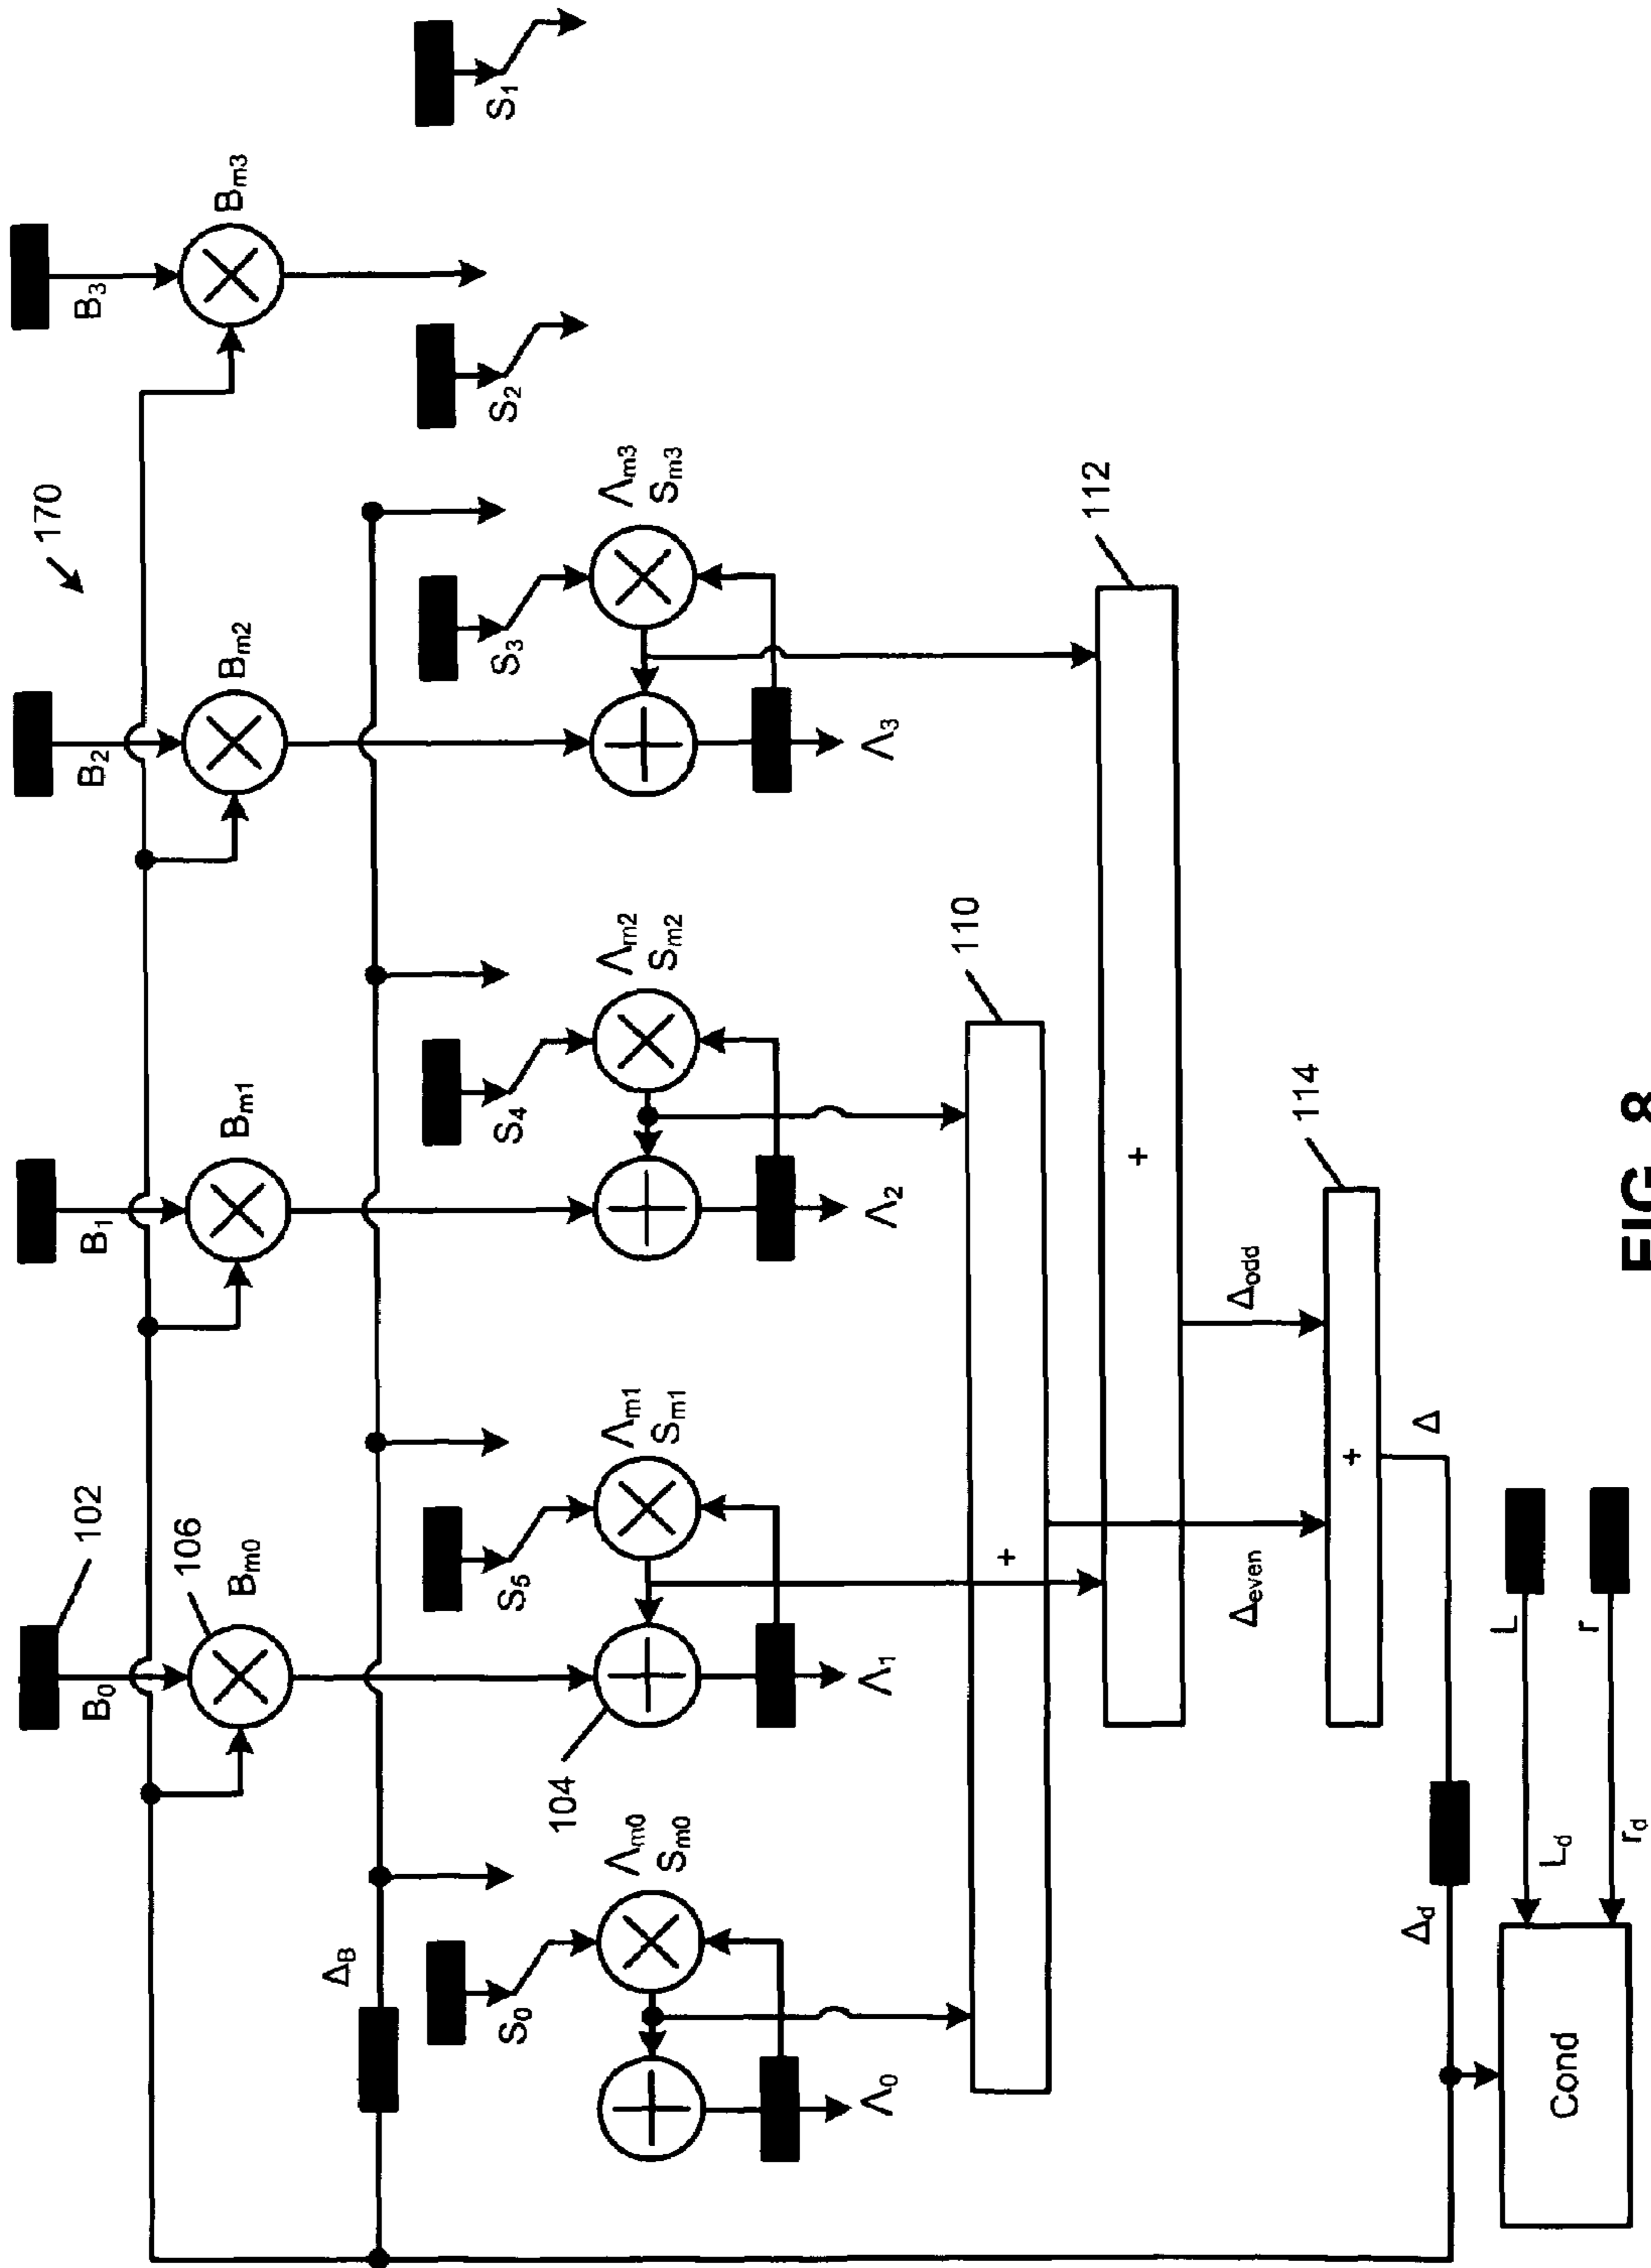 170
102
B₀
B₁
B₂
B₃
106
Bm0
Bm1
Bm2
Bm3
ΔB
S₀
S₅
S₄
S₃
S₂
S₁
Λm0
Sm0
Λm1
Sm1
Λm2
Sm2
Λm3
Sm3
104
Λ₀
Λ₁
Λ₂
Λ₃
110
+
112
+
Δeven
Δodd
114
+
Δ
Δd
Cond
Ld
L
rd
r
FIG. 8